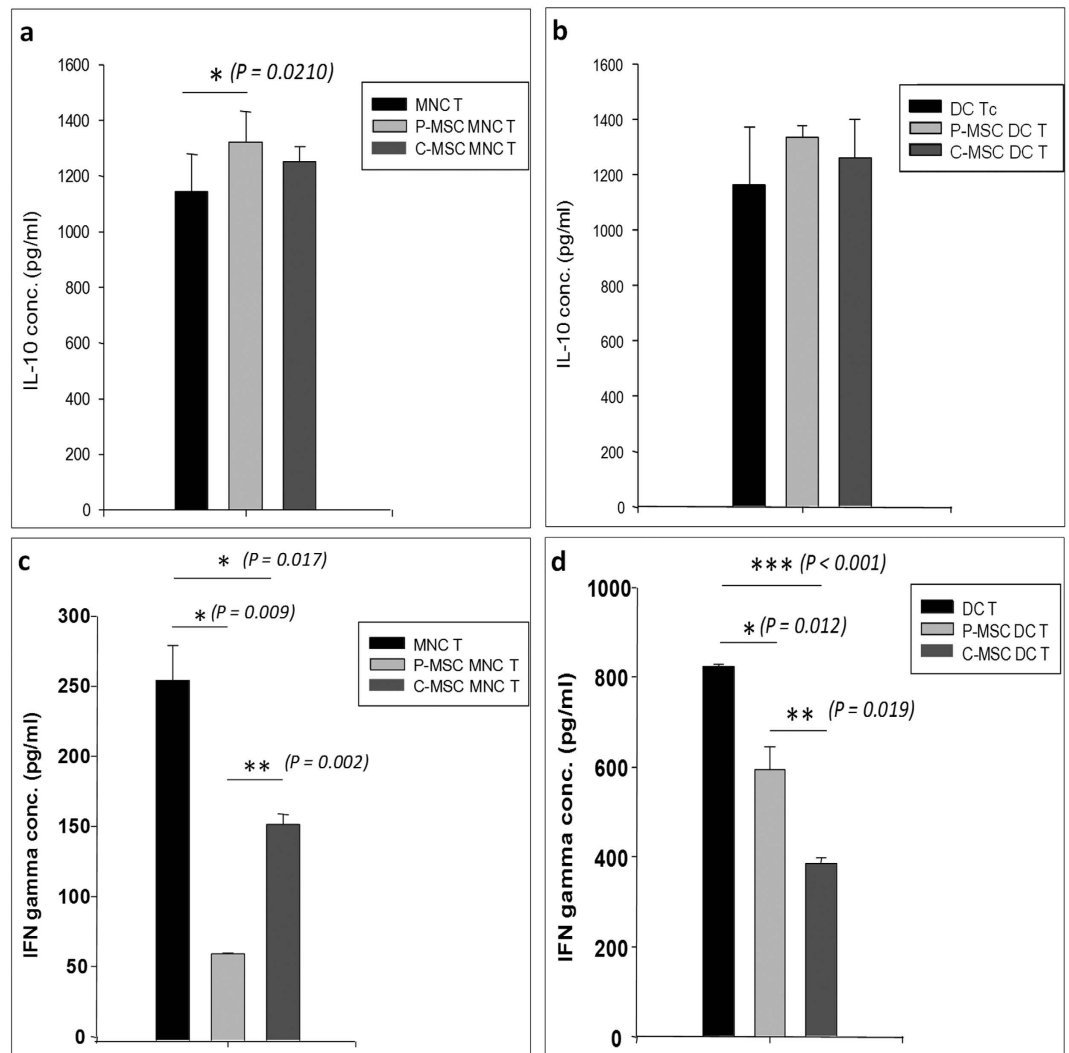 a
* (P = 0.0210)
MNC T
P-MSC MNC T
C-MSC MNC T
IL-10 conc. (pg/ml)
1600
1400
1200
1000
800
600
400
200
0
b
DC Tc
P-MSC DC T
C-MSC DC T
IL-10 conc. (pg/ml)
1600
1400
1200
1000
800
600
400
200
0
c
* (P = 0.017)
* (P = 0.009)
** (P = 0.002)
MNC T
P-MSC MNC T
C-MSC MNC T
IFN gamma conc. (pg/ml)
300
250
200
150
100
50
0
d
*** (P < 0.001)
* (P = 0.012)
** (P = 0.019)
DC T
P-MSC DC T
C-MSC DC T
IFN gamma conc. (pg/ml)
1000
800
600
400
200
0